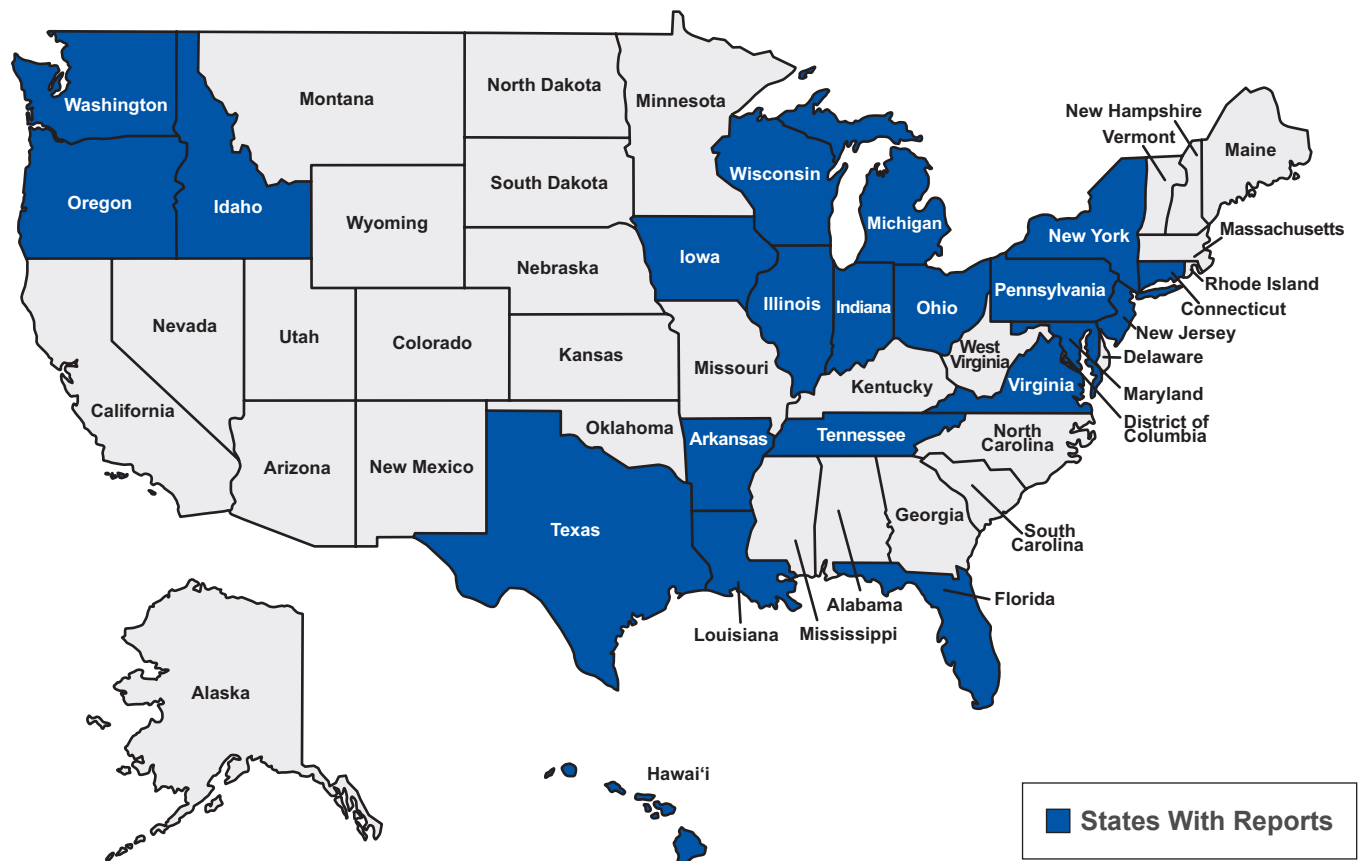 Washington
Montana
North Dakota
Minnesota
New Hampshire
Vermont
Maine
Oregon
Idaho
Wyoming
South Dakota
Wisconsin
Michigan
New York
Massachusetts
Rhode Island
Connecticut
Nebraska
Iowa
Illinois
Indiana
Ohio
Pennsylvania
New Jersey
Delaware
Maryland
District of
Columbia
Nevada
Utah
Colorado
Kansas
Missouri
Kentucky
West
Virginia
Virginia
California
Arizona
New Mexico
Oklahoma
Arkansas
Tennessee
North
Carolina
South
Carolina
Texas
Georgia
Louisiana
Mississippi
Alabama
Florida
Alaska
Hawai‘i
States With Reports